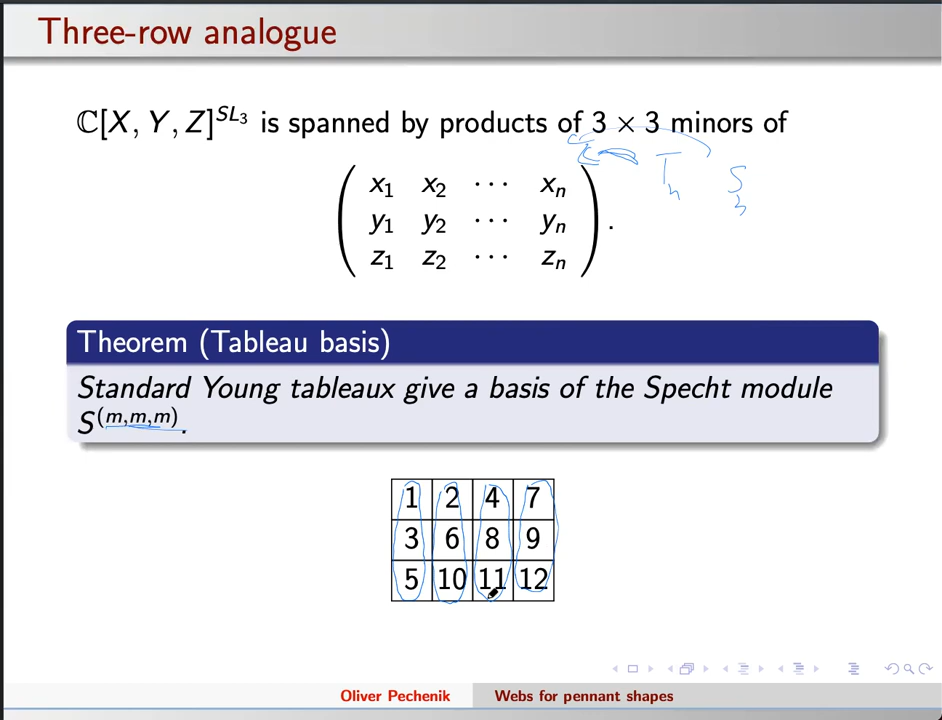 Three-row analogue
ℂ[X, Y, Z]^{SL_3} is spanned by products of 3 × 3 minors of
T_n S_n
x_1 x_2 ⋯ x_n
y_1 y_2 ⋯ y_n
z_1 z_2 ⋯ z_n
.
Theorem (Tableau basis)
Standard Young tableaux give a basis of the Specht module
S^{(m,m,m)}.
1 2 4 7
3 6 8 9
5 10 11 12
Oliver Pechenik Webs for pennant shapes